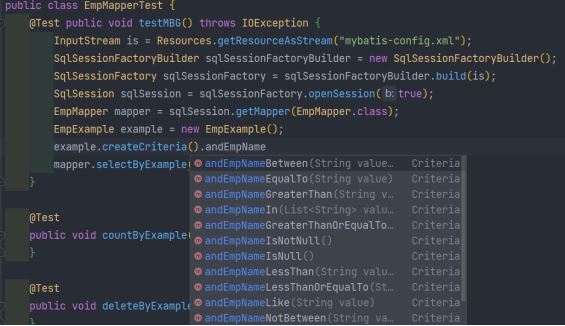 public class EmpMapperTest {
@Test public void testMBG() throws IOException {
InputStream is = Resources.getResourceAsStream("mybatis-config.xml");
SqlSessionFactoryBuilder sqlSessionFactoryBuilder = new SqlSessionFactoryBuilder();
SqlSessionFactory sqlSessionFactory = sqlSessionFactoryBuilder.build(is);
SqlSession sqlSession = sqlSessionFactory.openSession( b: true);
EmpMapper mapper = sqlSession.getMapper(EmpMapper.class);
EmpExample example = new EmpExample();
example.createCriteria().andEmpName
mapper.selectByExample(
andEmpNameBetween(String value… Criteria
}
andEmpNameEqualTo(String value) Criteria
andEmpNameGreaterThan(String v… Criteria
@Test
andEmpNameIn(List<String> valu… Criteria
public void countByExample(
andEmpNameGreaterThanOrEqualTo… Criteria
}
andEmpNameIsNotNull() Criteria
andEmpNameIsNull() Criteria
andEmpNameLessThan(String valu… Criteria
@Test
andEmpNameLessThanOrEqualTo(St… Criteria
public void deleteByExample
andEmpNameLike(String value) Criteria
}
andEmpNameNotBetween(String va… Criteria